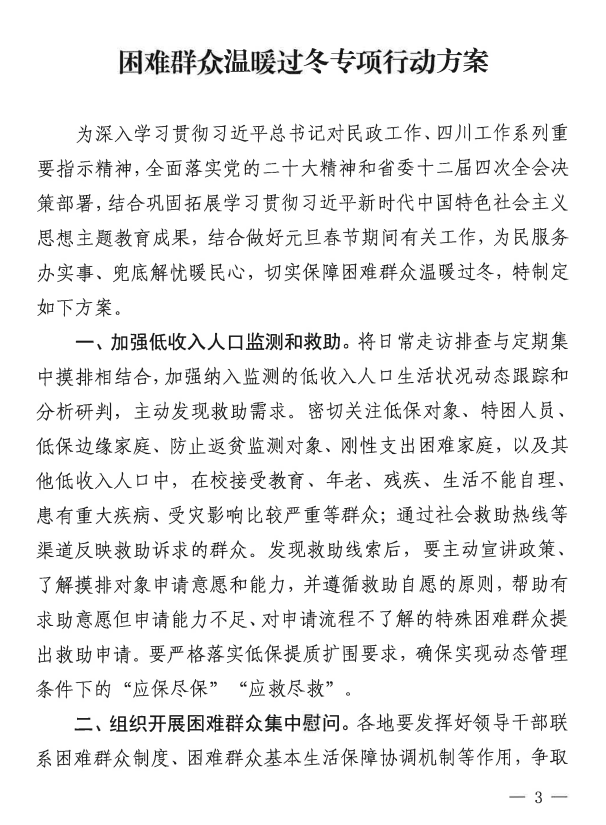 困难群众温暖过冬专项行动方案
为深入学习贯彻习近平总书记对民政工作、四川工作系列重
要指示精神，全面落实党的二十大精神和省委十二届四次全会决
策部署，结合巩固拓展学习贯彻习近平新时代中国特色社会主义
思想主题教育成果，结合做好元旦春节期间有关工作，为民服务
办实事、兜底解忧暖民心，切实保障困难群众温暖过冬，特制定
如下方案。
一、加强低收入人口监测和救助。将日常走访排查与定期集
中摸排相结合，加强纳入监测的低收入人口生活状况动态跟踪和
分析研判，主动发现救助需求。密切关注低保对象、特困人员、
低保边缘家庭、防止返贫监测对象、刚性支出困难家庭，以及其
他低收入人口中，在校接受教育、年老、残疾、生活不能自理、
患有重大疾病、受灾影响比较严重等群众；通过社会救助热线等
渠道反映救助诉求的群众。发现救助线索后，要主动宣讲政策、
了解摸排对象申请意愿和能力，并遵循救助自愿的原则，帮助有
求助意愿但申请能力不足、对申请流程不了解的特殊困难群众提
出救助申请。要严格落实低保提质扩围要求，确保实现动态管理
条件下的“应保尽保”“应救尽救”。
二、组织开展困难群众集中慰问。各地要发挥好领导干部联
系困难群众制度、困难群众基本生活保障协调机制等作用，争取
— 3 —